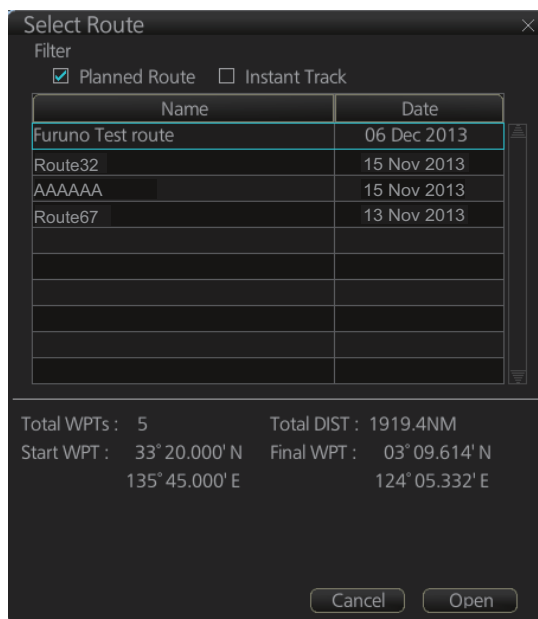 Select Route
Filter
Planned Route Instant Track
Name Date
Furuno Test route 06 Dec 2013
Route32 15 Nov 2013
AAAAAA 15 Nov 2013
Route67 13 Nov 2013
Total WPTs : 5 Total DIST : 1919.4NM
Start WPT : 33° 20.000' N Final WPT : 03° 09.614' N
135° 45.000' E 124° 05.332' E
Cancel Open